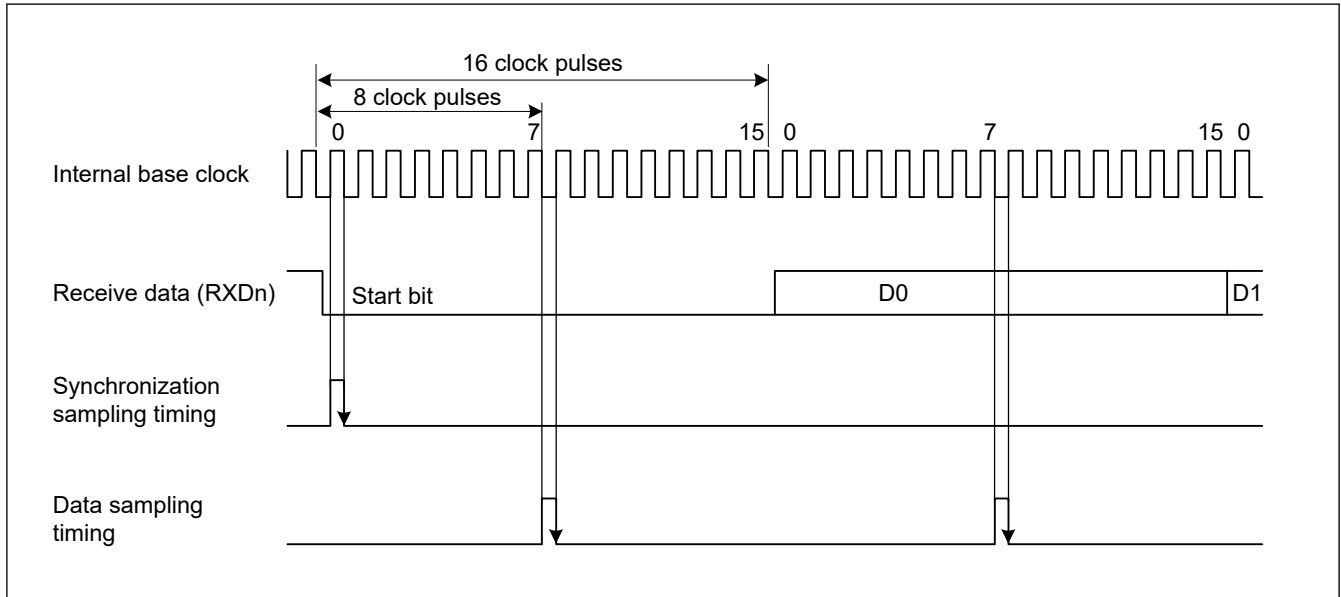 16 clock pulses
8 clock pulses
0 7 15 0 7 15 0
Internal base clock
Receive data (RXDn) Start bit D0 D1
Synchronization
sampling timing
Data sampling
timing